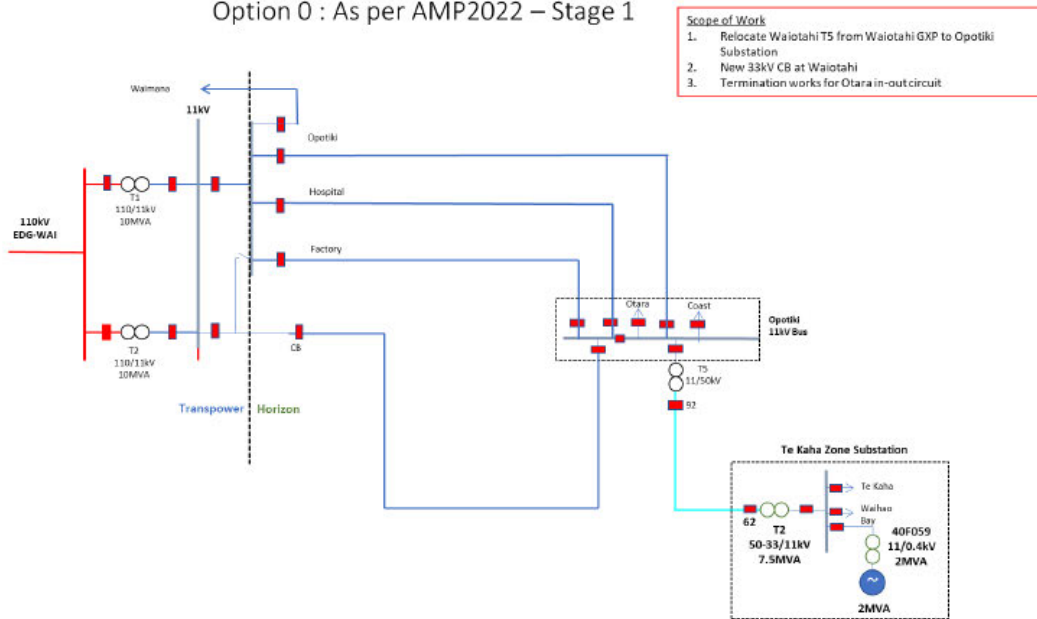 Option 0 : As per AMP2022 – Stage 1
Scope of Work
1. Relocate Waiotahi T5 from Waiotahi GXP to Opotiki
Substation
2. New 33kV CB at Waiotahi
3. Termination works for Otara in-out circuit
Waimana
11kV
Opotiki
T1
110/11kV
10MVA
Hospital
110kV
EDG-WAI
Factory
Otara
Coast
Opotiki
11kV Bus
CB
T2
110/11kV
10MVA
T5
11/50kV
92
Transpower
Horizon
Te Kaha Zone Substation
Te Kaha
Waihao
Bay
62
T2
50-33/11kV
7.5MVA
40F059
11/0.4kV
2MVA
~
2MVA